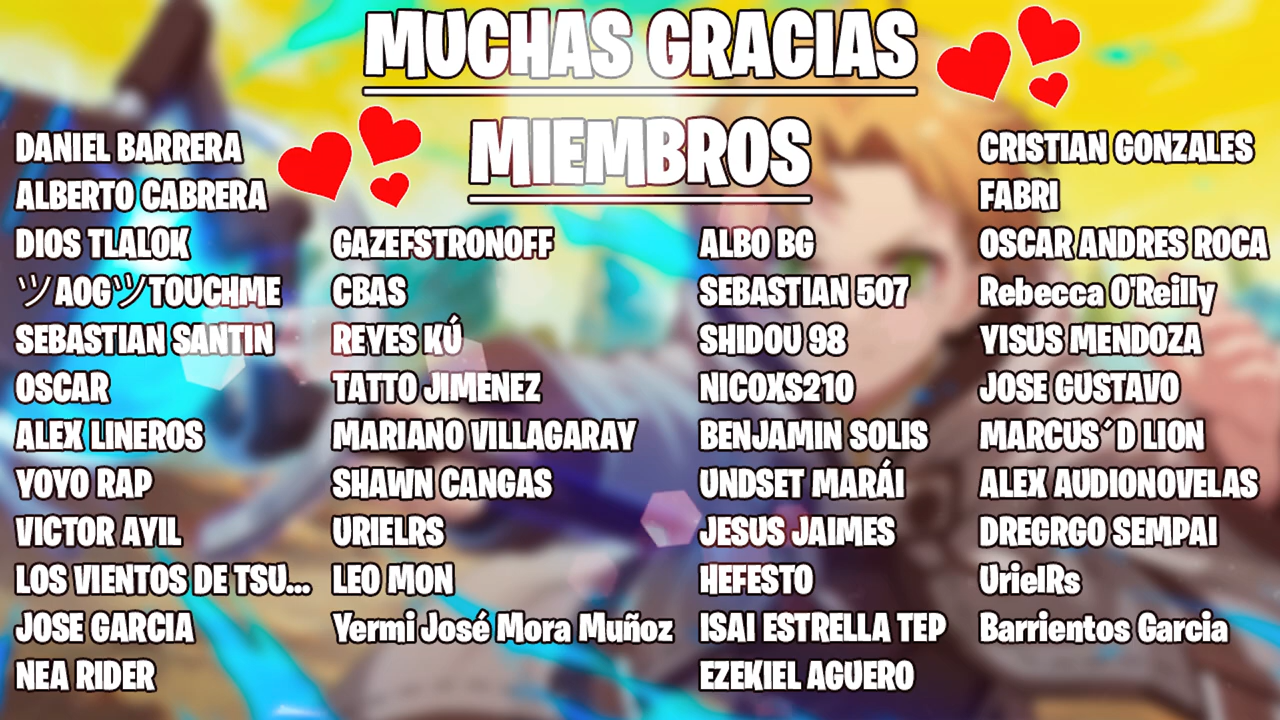 MUCHAS GRACIAS
MIEMBROS
DANIEL BARRERA
ALBERTO CABRERA
DIOS TLALOK
ツAOGツTOUCHME
SEBASTIAN SANTIN
OSCAR
ALEX LINEROS
YOYO RAP
VICTOR AYIL
LOS VIENTOS DE TSU...
JOSE GARCIA
NEA RIDER
GAZEFSTRONOFF
CBAS
REYES KÚ
TATTO JIMENEZ
MARIANO VILLAGARAY
SHAWN CANGAS
URIELRS
LEO MON
Yermi José Mora Muñoz
ALBO BG
SEBASTIAN 507
SHIDOU 98
NICOXS210
BENJAMIN SOLIS
UNDSET MARÁI
JESUS JAIMES
HEFESTO
ISAI ESTRELLA TEP
EZEKIEL AGUERO
CRISTIAN GONZALES
FABRI
OSCAR ANDRES ROCA
Rebecca O'Reilly
YISUS MENDOZA
JOSE GUSTAVO
MARCUS´D LION
ALEX AUDIONOVELAS
DREGRGO SEMPAI
UrielRs
Barrientos Garcia